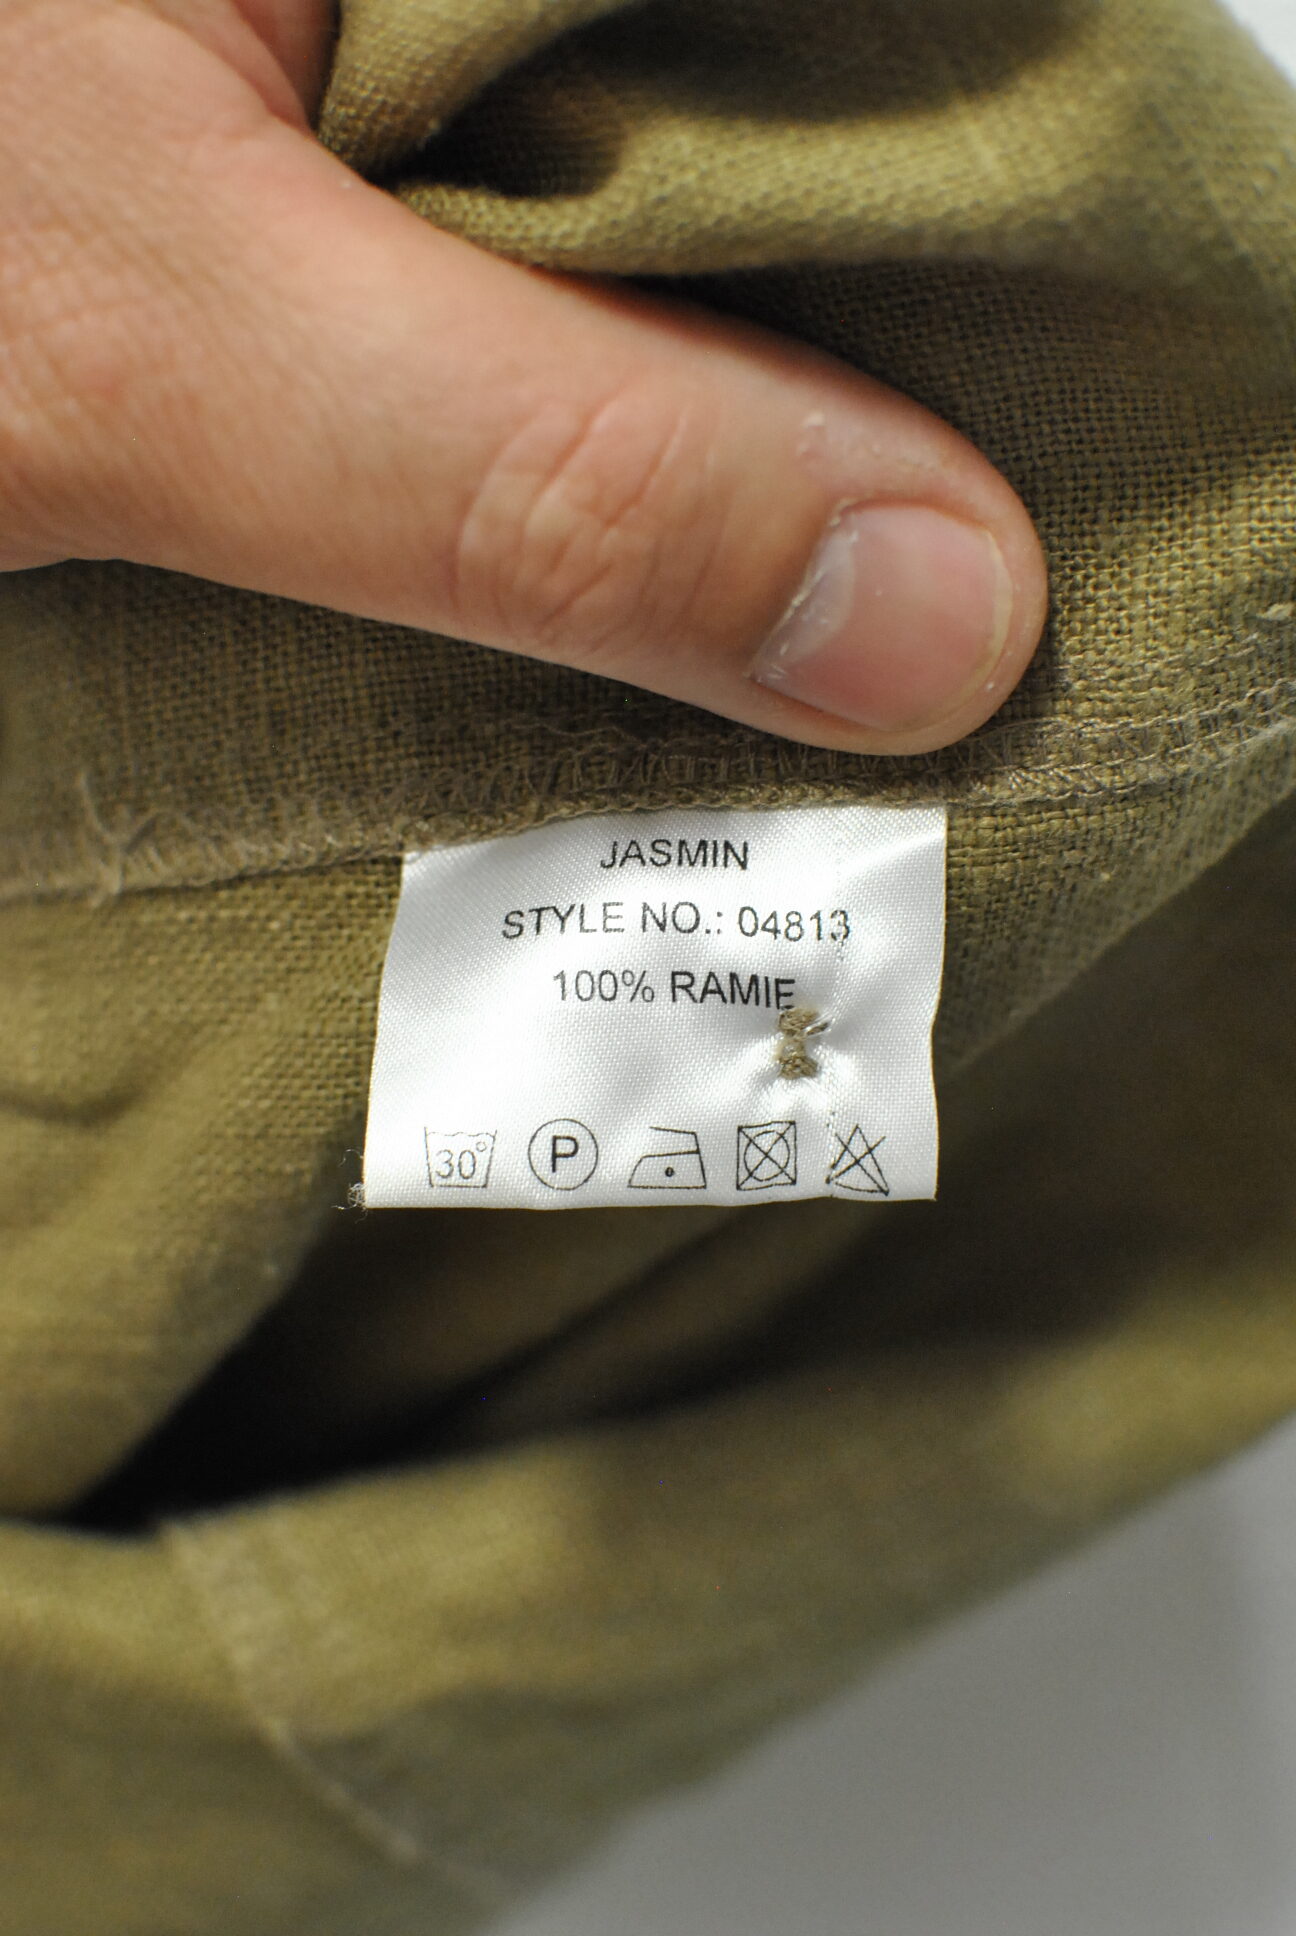 JASMIN
STYLE NO.: 04813
100% RAMIE
30°
P